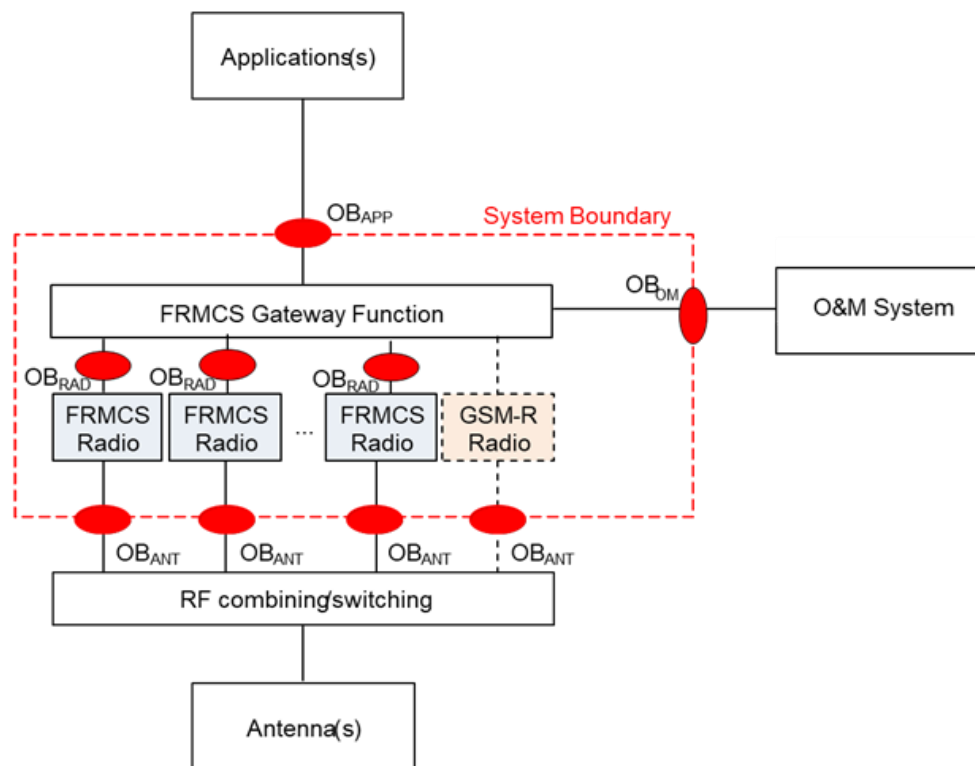 Applications(s)
OBAPP
System Boundary
OBOM
FRMCS Gateway Function
O&M System
OBRAD
OBRAD
OBRAD
FRMCS
Radio
FRMCS
Radio
...
FRMCS
Radio
GSM-R
Radio
OBANT
OBANT
OBANT
OBANT
RF combining/switching
Antenna(s)